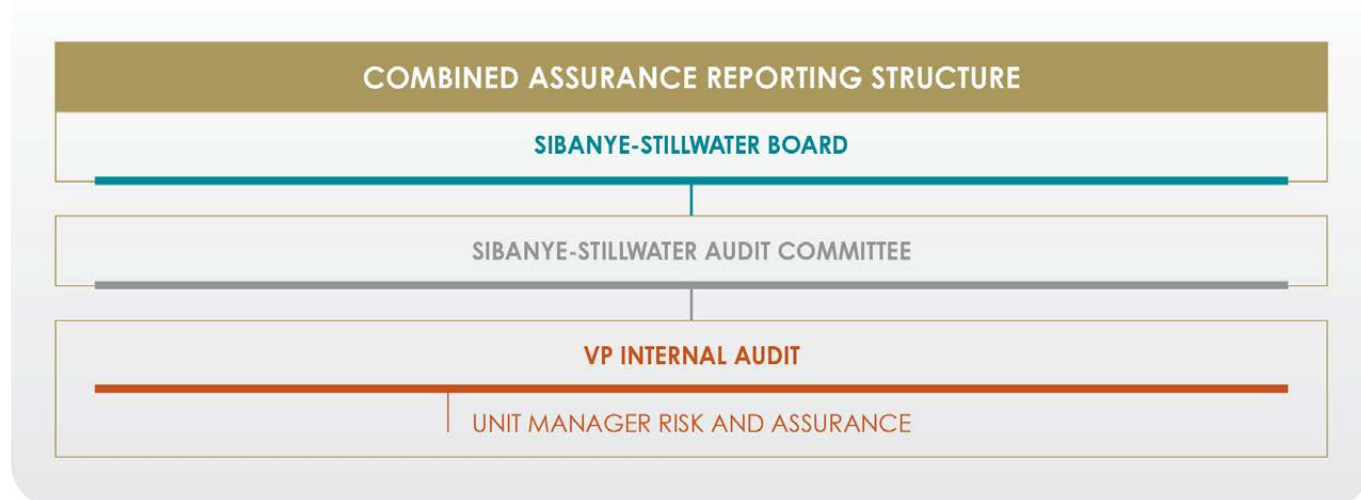 COMBINED ASSURANCE REPORTING STRUCTURE
SIBANYE-STILLWATER BOARD
SIBANYE-STILLWATER AUDIT COMMITTEE
VP INTERNAL AUDIT
UNIT MANAGER RISK AND ASSURANCE